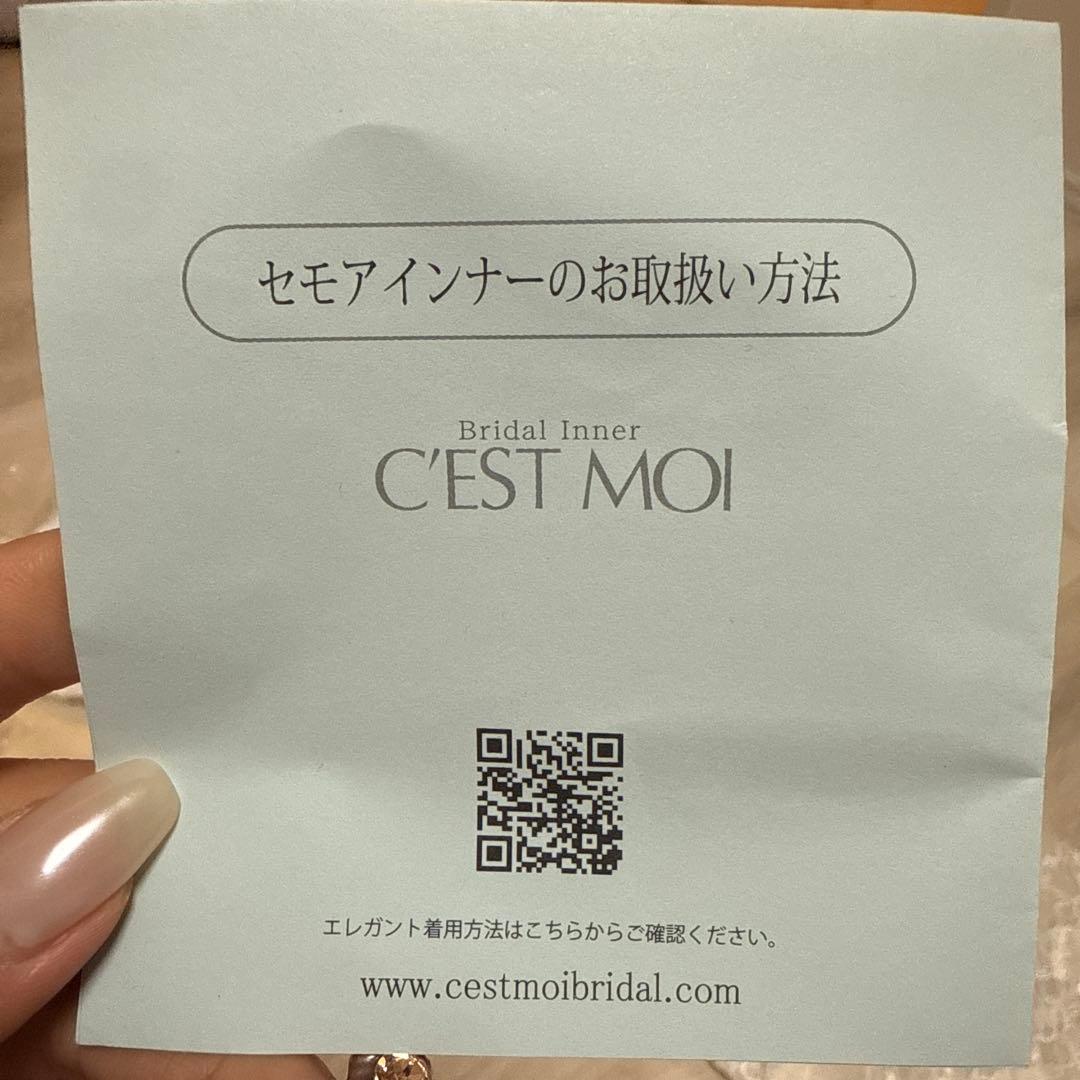 セモアインナーのお取扱い方法
Bridal Inner
C'EST MOI
エレガント着用方法はこちらからご確認ください。
www.cestmoibridal.com